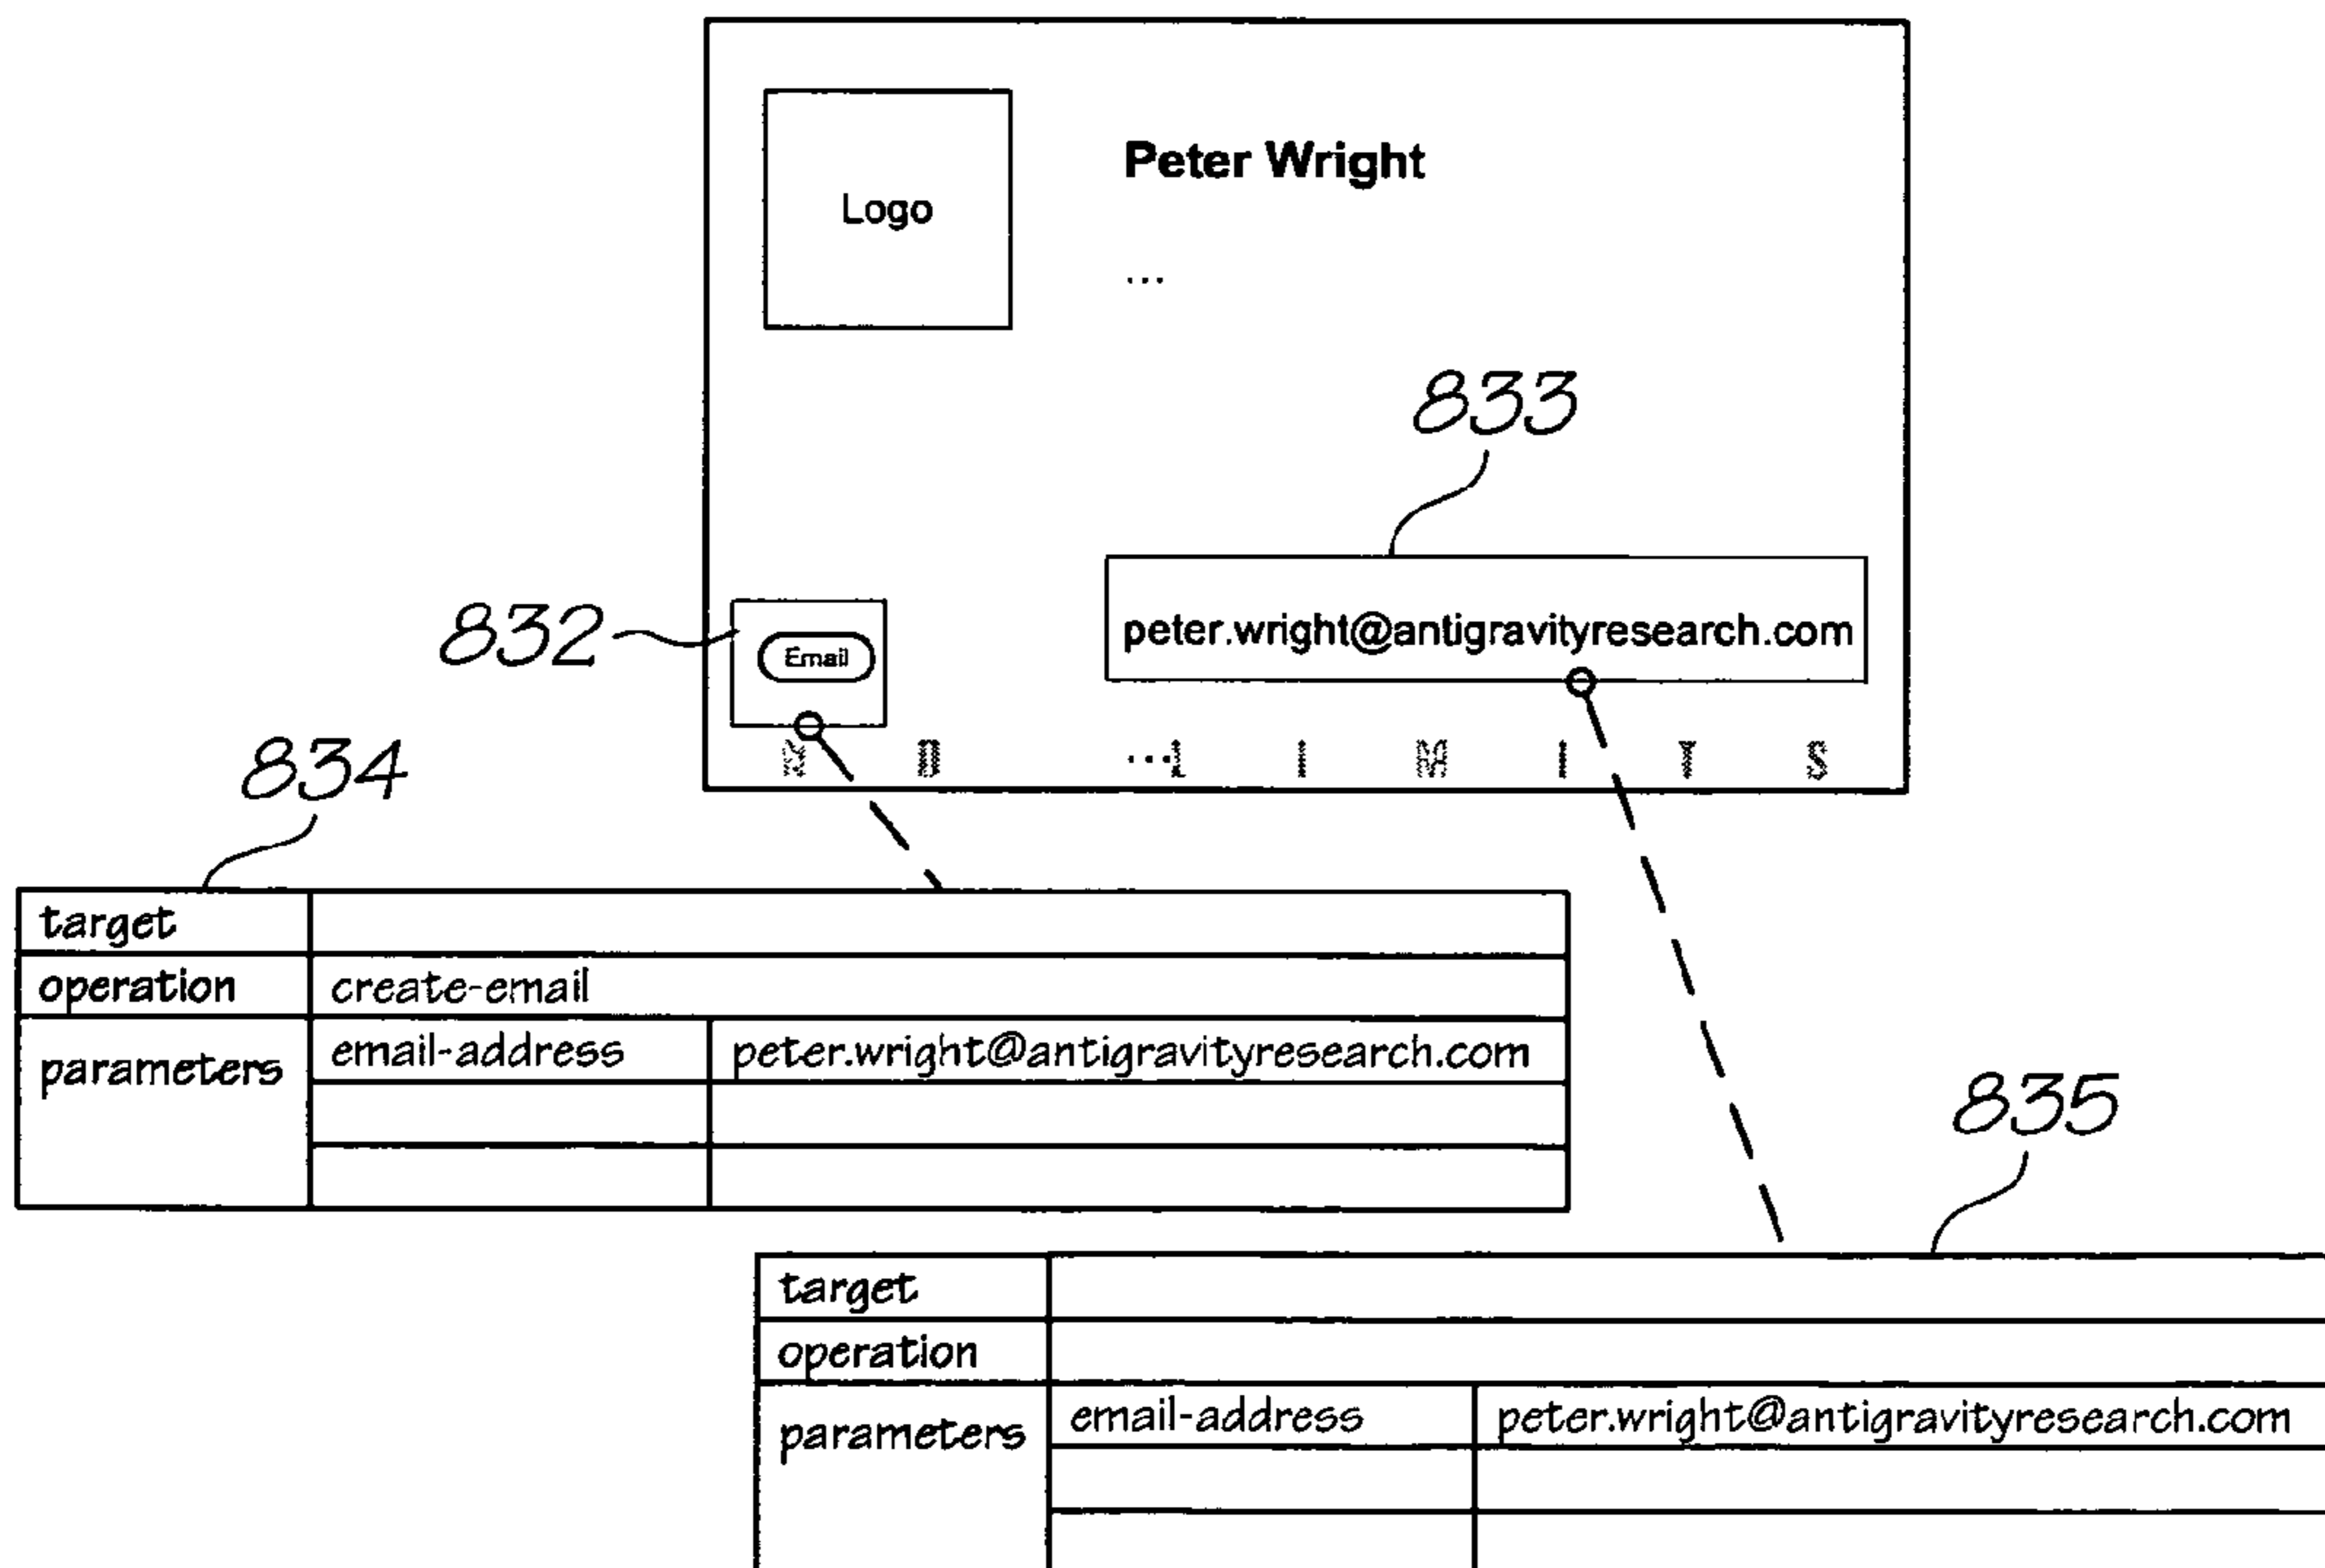 Logo
Peter Wright
...
833
peter.wright@antigravityresearch.com
832
Email
N O ...L I M I T S
834
target
operation create-email
parameters email-address peter.wright@antigravityresearch.com
835
target
operation
parameters email-address peter.wright@antigravityresearch.com